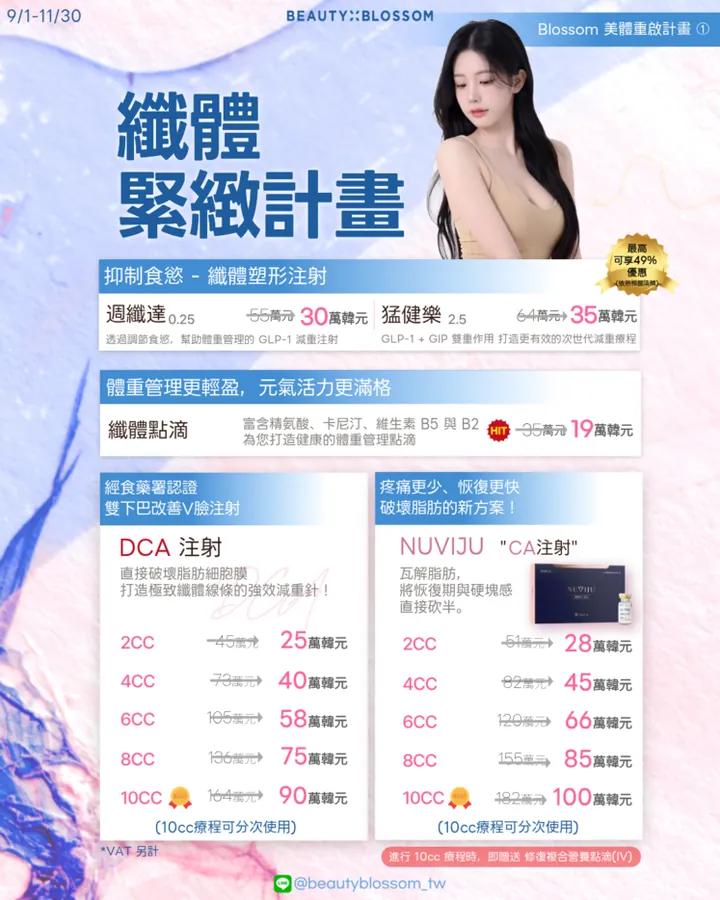 9/1-11/30
BEAUTY BLOSSOM
Blossom 美體重啟計畫 ①
纖體
緊緻計畫
最高
可享49%
優惠
抑制食慾 - 纖體塑形注射
週纖達 0.25
55萬元 30萬韓元
透過調節食慾，幫助體重管理的 GLP-1 減重注射
猛健樂 2.5
64萬元 35萬韓元
GLP-1 + GIP 雙重作用 打造更有效的次世代減重療程
體重管理更輕盈，元氣活力更滿格
纖體點滴
富含精氨酸、卡尼汀、維生素 B5 與 B2
為您打造健康的體重管理點滴
HIT
35萬元 19萬韓元
經食藥署認證
雙下巴改善V臉注射
DCA 注射
DCA
直接破壞脂肪細胞膜
打造極致纖體線條的強效減重針！
2CC 45萬元 25萬韓元
4CC 73萬元 40萬韓元
6CC 105萬元 58萬韓元
8CC 136萬元 75萬韓元
10CC 164萬元 90萬韓元
(10cc療程可分次使用)
疼痛更少、恢復更快
破壞脂肪的新方案！
NUVIJU "CA注射"
瓦解脂肪，
將恢復期與硬塊感
直接砍半。
NUVIJU
2CC 51萬元 28萬韓元
4CC 82萬元 45萬韓元
6CC 120萬元 66萬韓元
8CC 155萬元 85萬韓元
10CC 182萬元 100萬韓元
(10cc療程可分次使用)
*VAT 另計
進行 10cc 療程時，即贈送 修復複合營養點滴(IV)
LINE @beautyblossom_tw